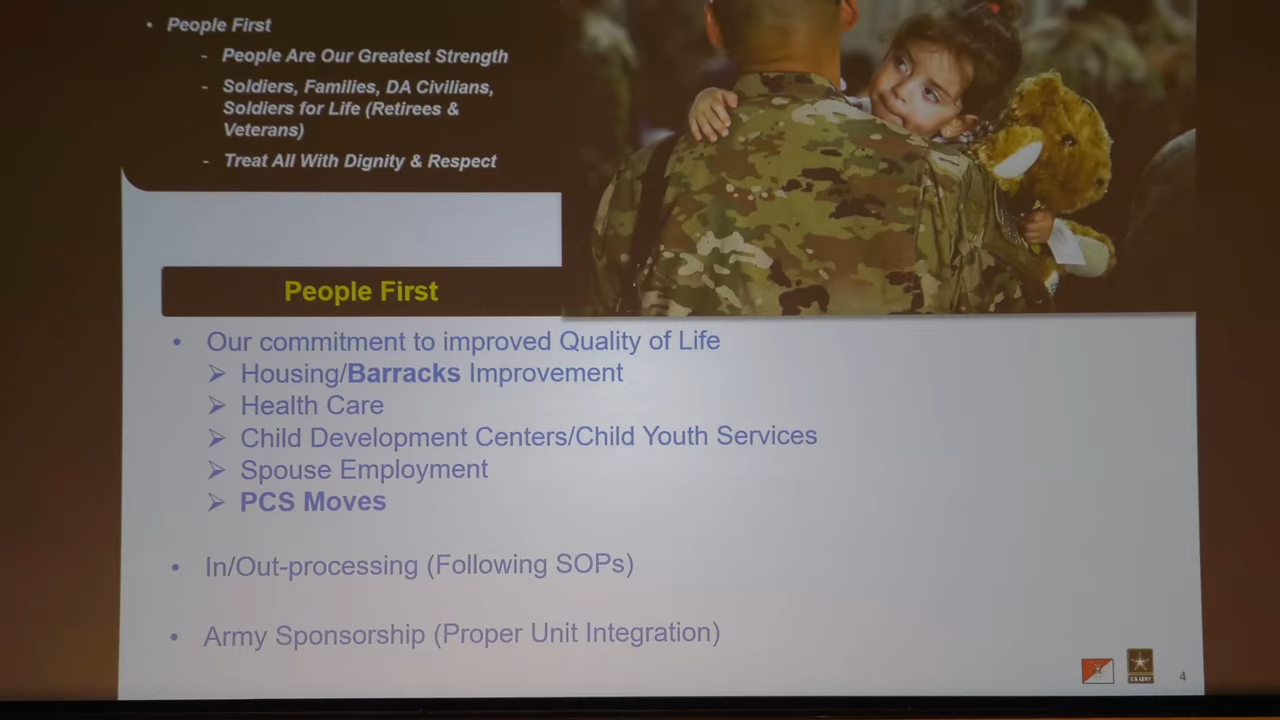 • People First
- People Are Our Greatest Strength
- Soldiers, Families, DA Civilians,
Soldiers for Life (Retirees &
Veterans)
- Treat All With Dignity & Respect
People First
• Our commitment to improved Quality of Life
➢ Housing/Barracks Improvement
➢ Health Care
➢ Child Development Centers/Child Youth Services
➢ Spouse Employment
➢ PCS Moves
• In/Out-processing (Following SOPs)
• Army Sponsorship (Proper Unit Integration)
U.S.ARMY
4